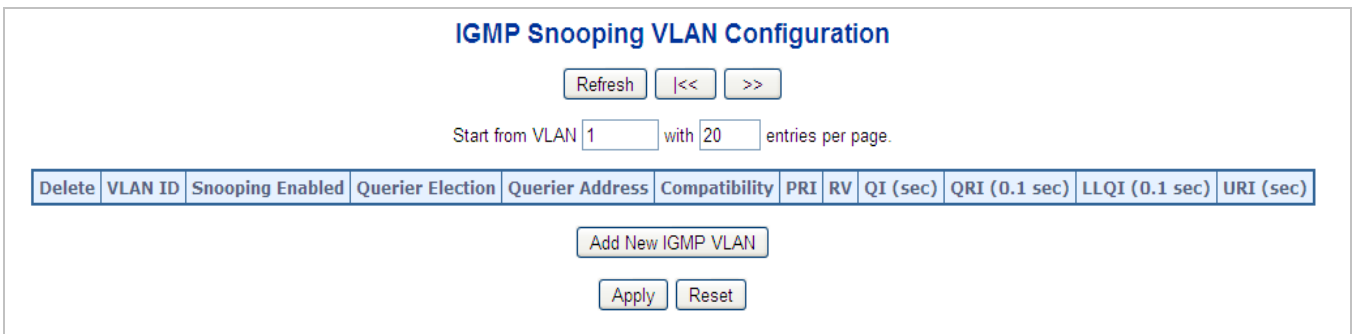 IGMP Snooping VLAN Configuration
Refresh |<< >>
Start from VLAN 1 with 20 entries per page.
Delete VLAN ID Snooping Enabled Querier Election Querier Address Compatibility PRI RV QI (sec) QRI (0.1 sec) LLQI (0.1 sec) URI (sec)
Add New IGMP VLAN
Apply Reset